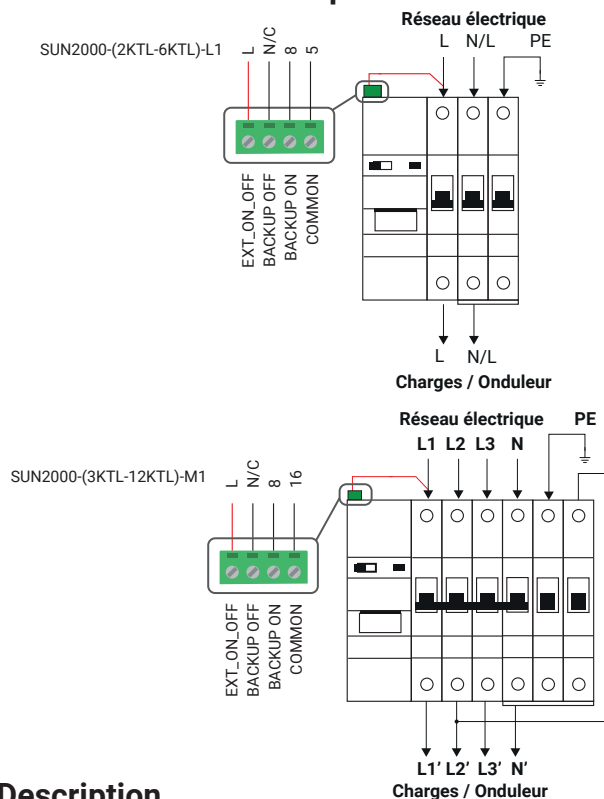 Réseau électrique
L N/L PE
SUN2000-(2KTL-6KTL)-L1
L
N/C
8
5
EXT_ON_OFF
BACKUP OFF
BACKUP ON
COMMON
L N/L
Charges / Onduleur
Réseau électrique PE
L1 L2 L3 N
SUN2000-(3KTL-12KTL)-M1
L
N/C
8
16
EXT_ON_OFF
BACKUP OFF
BACKUP ON
COMMON
L1’ L2’ L3’ N’
Charges / Onduleur
Description